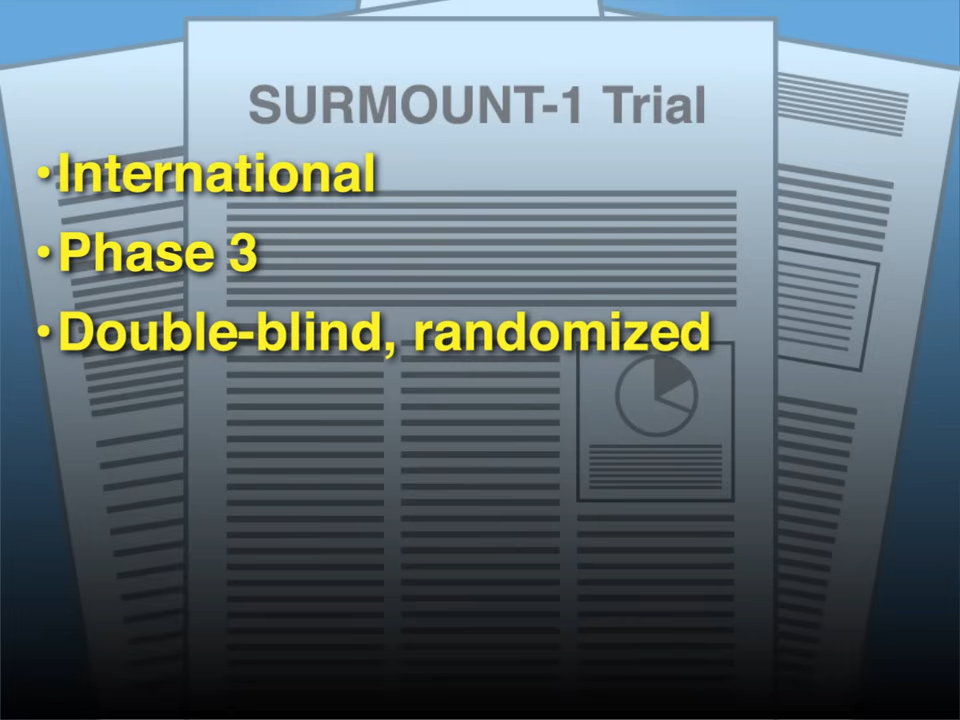 SURMOUNT-1 Trial
•International
•Phase 3
•Double-blind, randomized